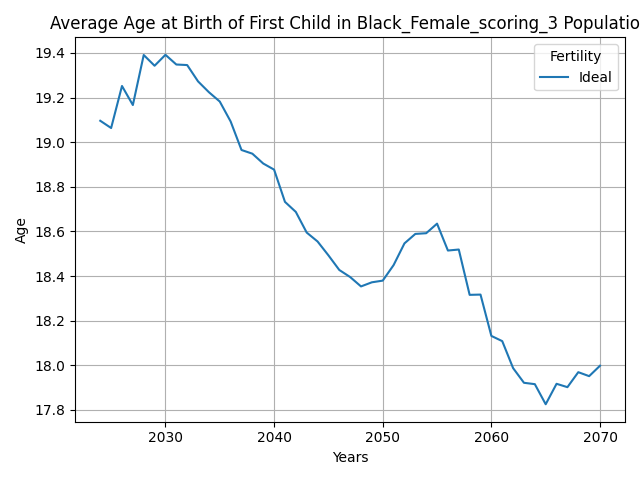 Average Age at Birth of First Child in Black_Female_scoring_3 Populatio
Fertility
Ideal
19.4
19.2
19.0
18.8
18.6
18.4
18.2
18.0
17.8
Age
2030 2040 2050 2060 2070
Years